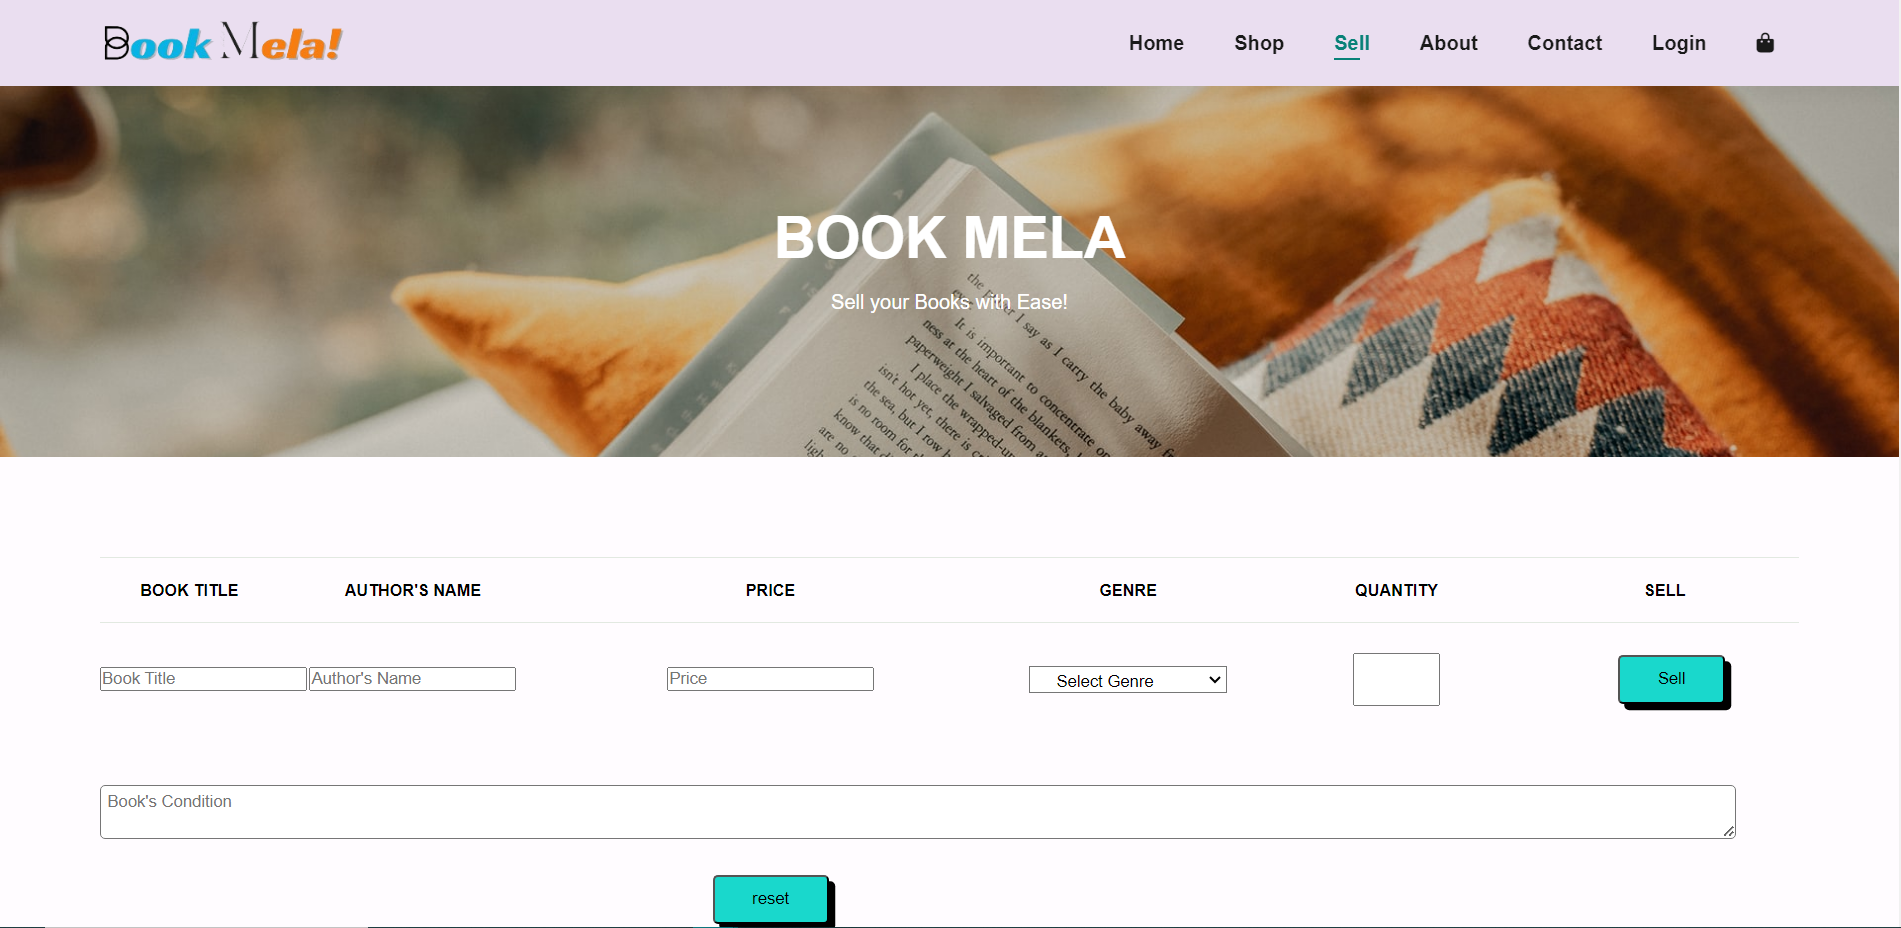 Book Mela!
Home Shop Sell About Contact Login
BOOK MELA
Sell your Books with Ease!
the I say as I carry the baby away
It is important to concentrate
ness at the heart of the blankets,
paperweight I salvaged from
I place the wrapped-up
isn't hot yet, there is
the sea, but I row
is no room for
know that
are no
BOOK TITLE AUTHOR'S NAME PRICE GENRE QUANTITY SELL
Book Title Author's Name Price Select Genre Sell
Book's Condition
reset